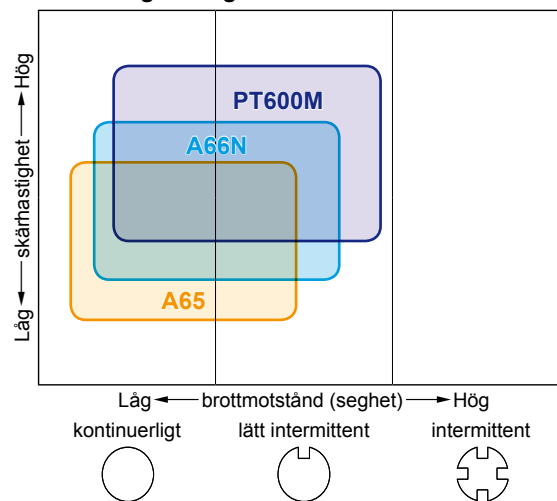 PT600M
A66N
A65
Låg skärhastighet Hög
Låg brottmotstånd (seghet) Hög
kontinuerligt lätt intermittent intermittent